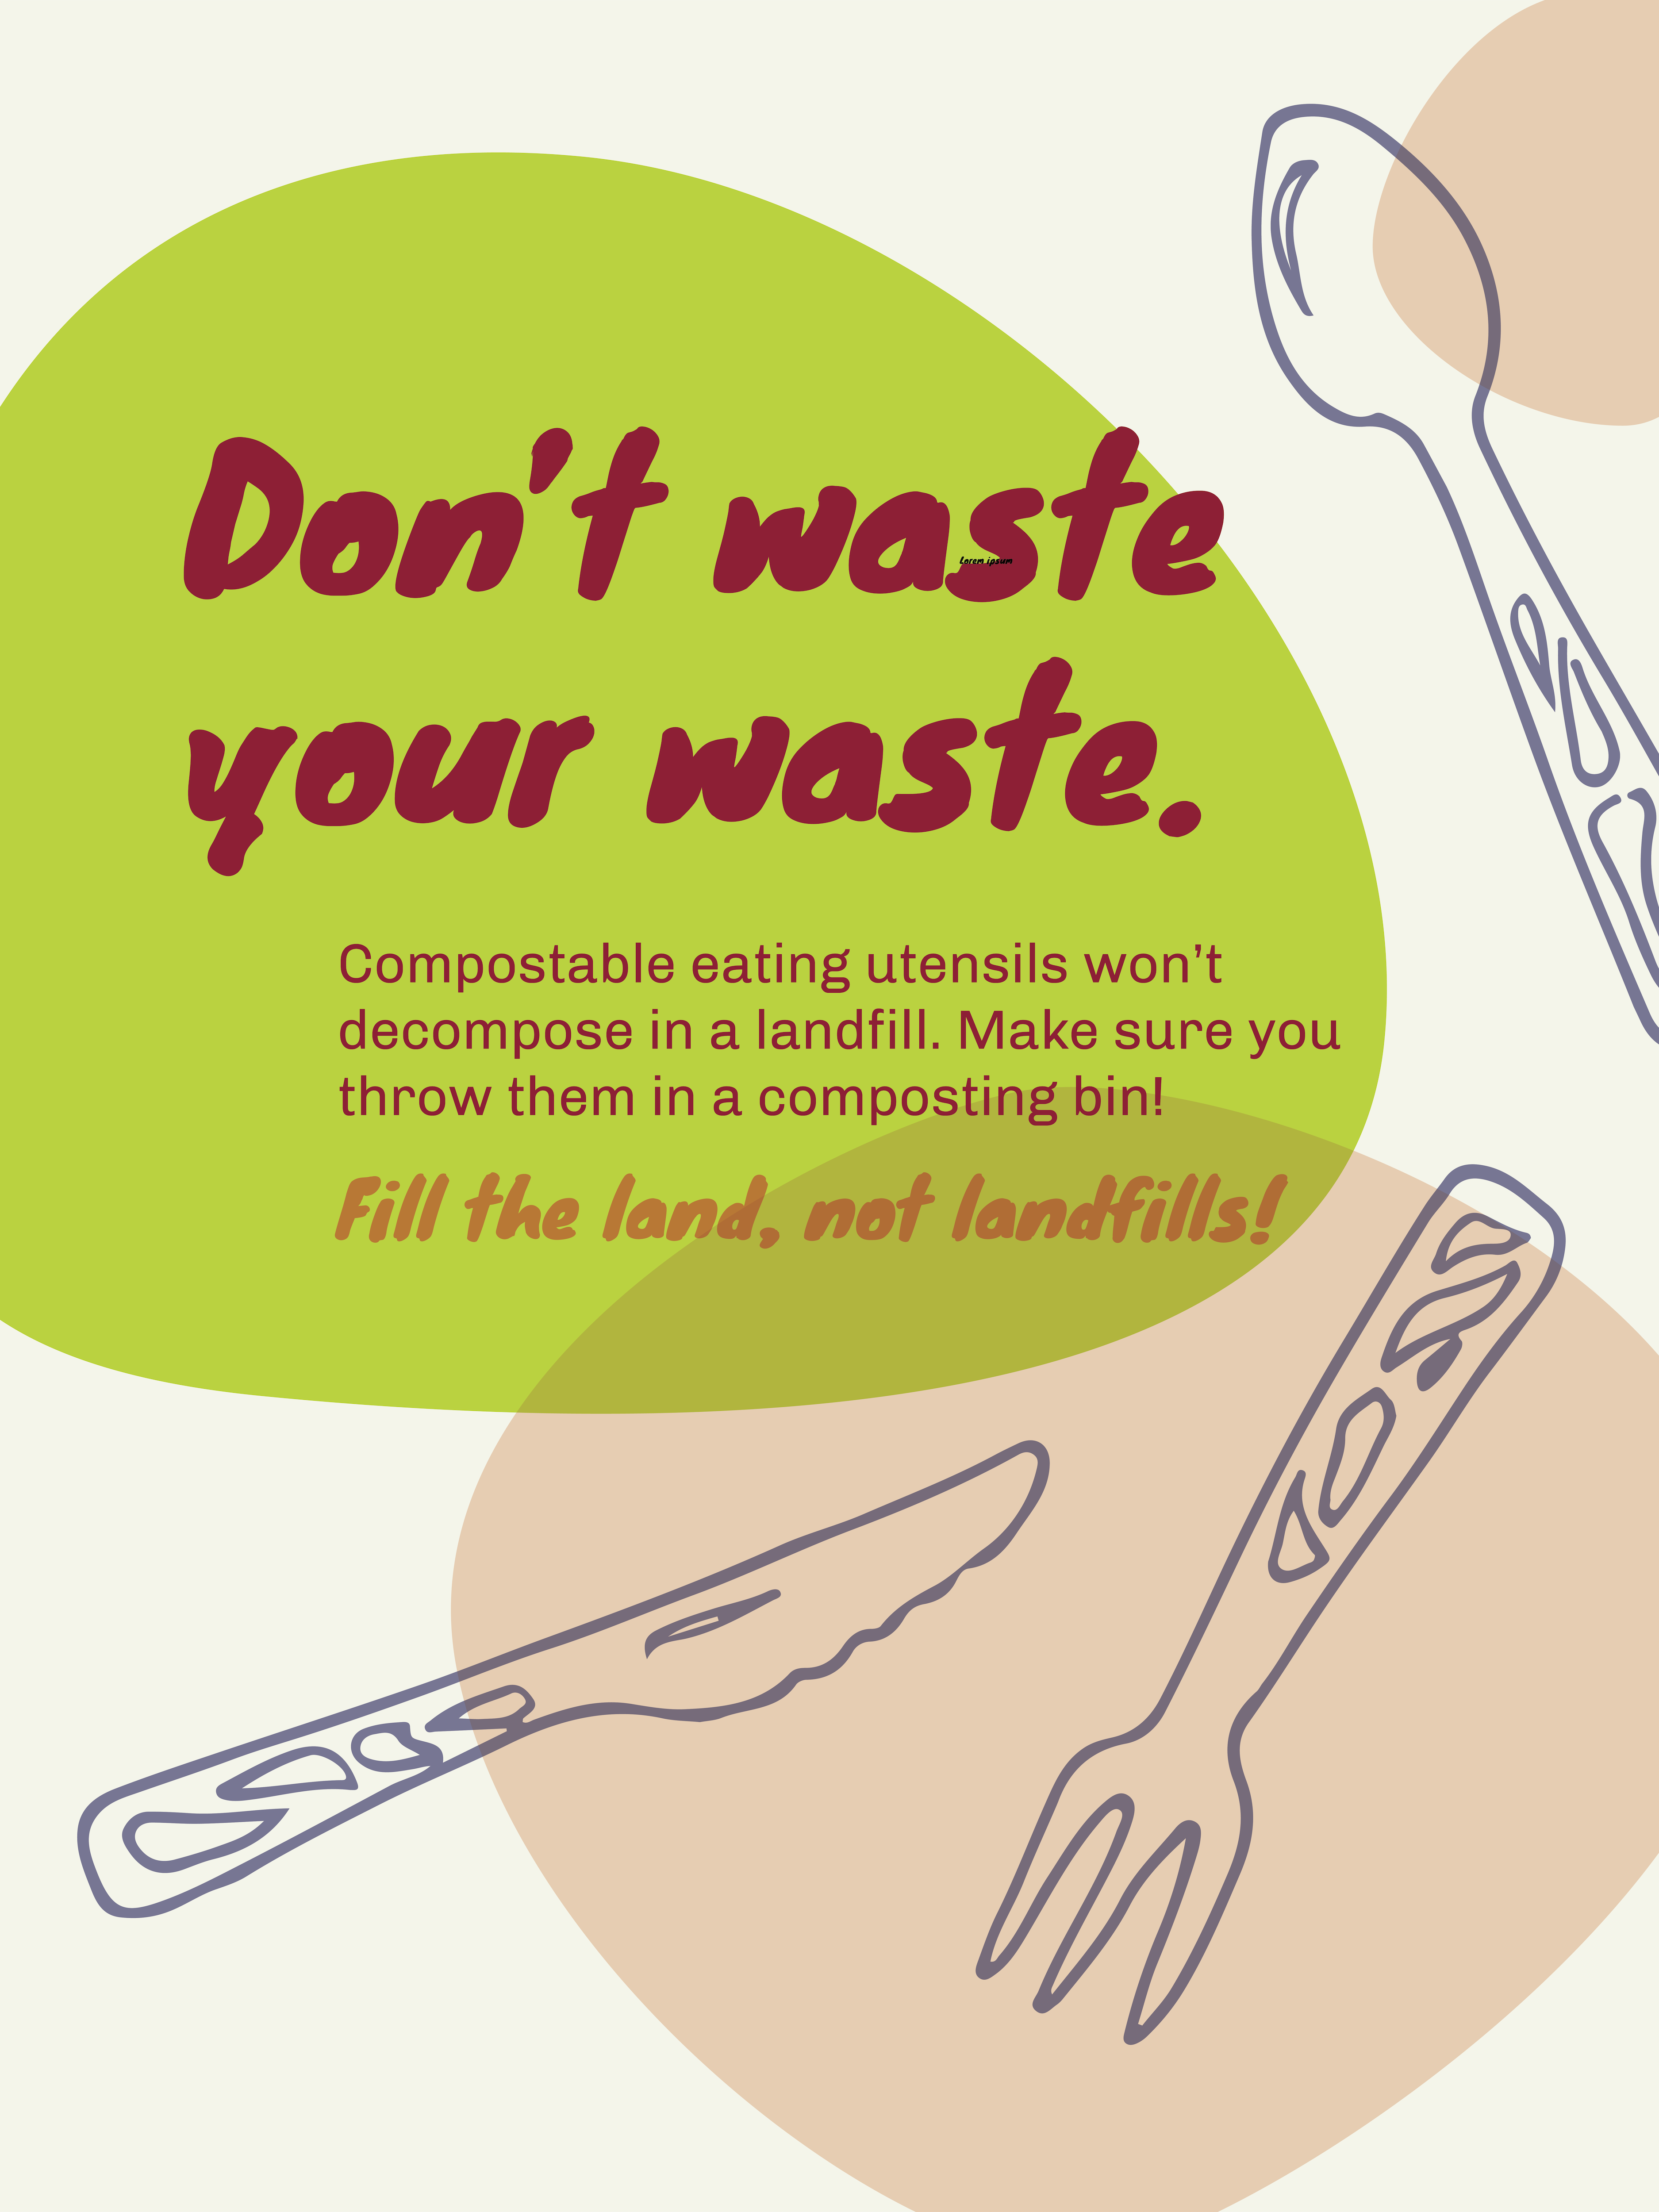 Don't waste
Lorem ipsum
your waste.
Compostable eating utensils won't
decompose in a landfill. Make sure you
throw them in a composting bin!
Fill the land, not landfills!